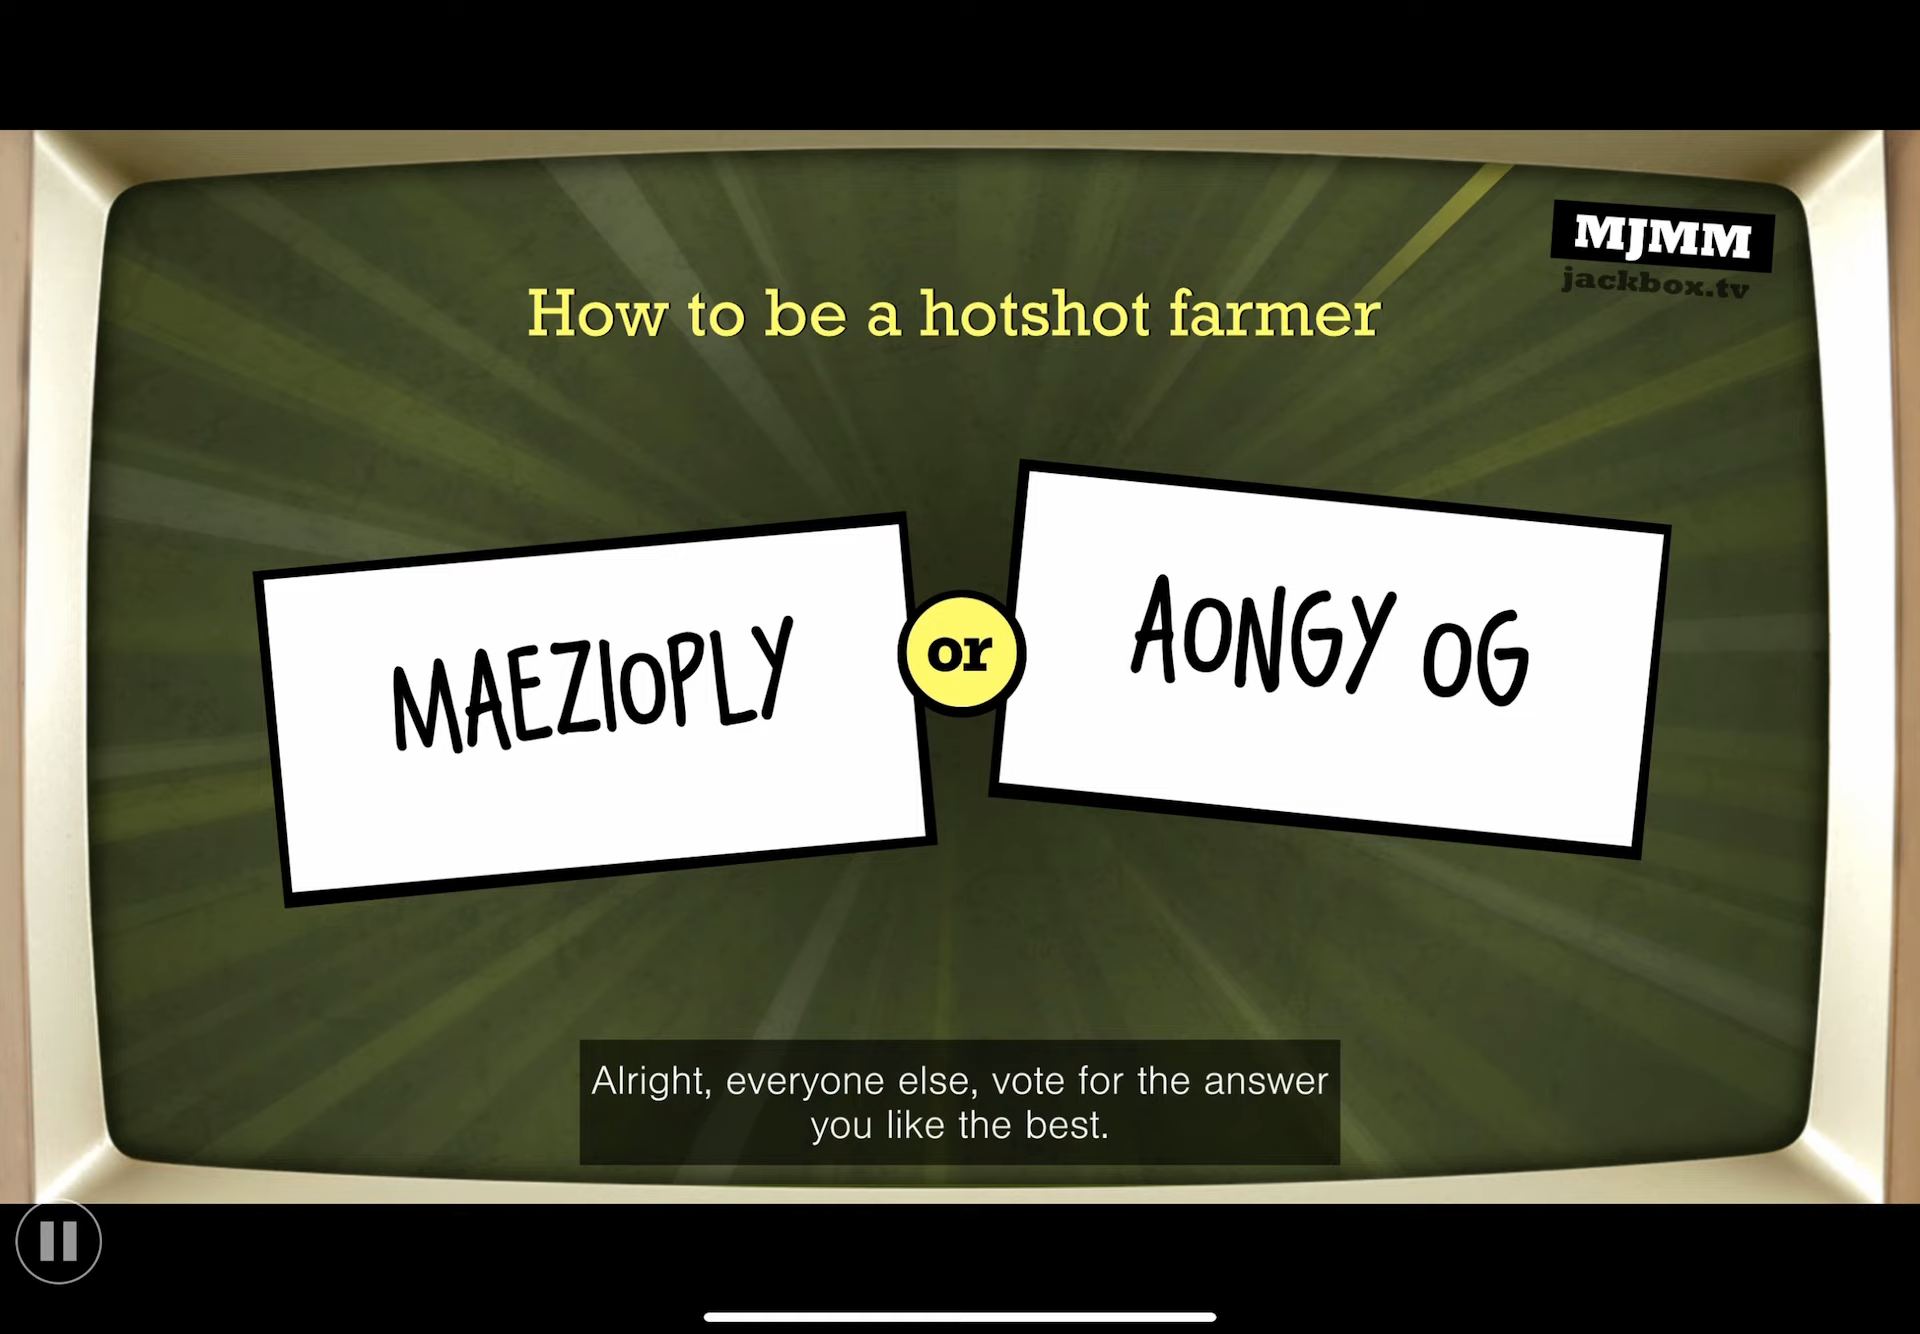 MJMM
jackbox.tv
How to be a hotshot farmer
MAEZIOPLY
or
AONGY OG
Alright, everyone else, vote for the answer
you like the best.